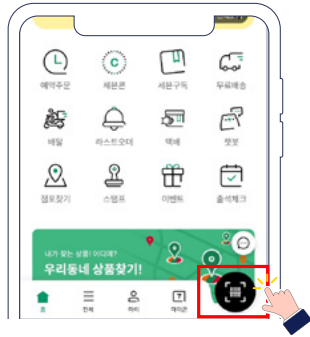 예약주문 세븐콘 세븐구독 무료배송
배달 라스트오더 택배 챗봇
점포찾기 스탬프 이벤트 출석체크
내가 찾는 상품! 어디에?
우리동네 상품찾기!
홈 전체 마이